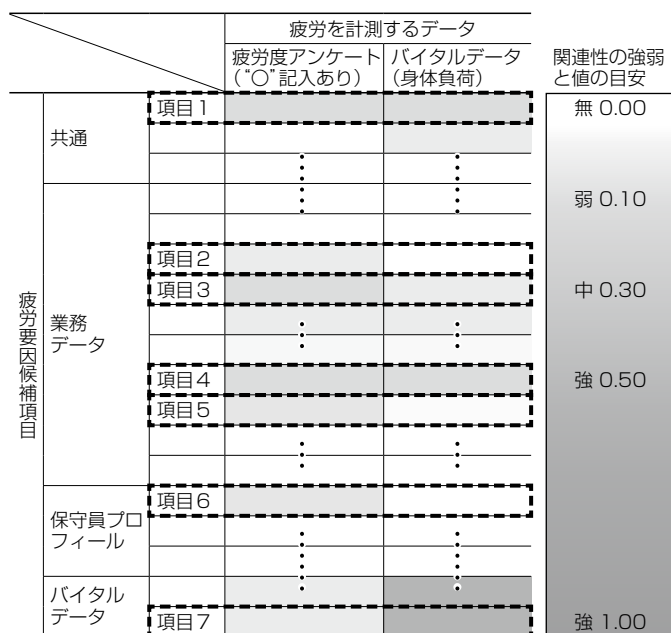 疲労を計測するデータ
疲労度アンケート
(“○”記入あり)
バイタルデータ
(身体負荷)
関連性の強弱
と値の目安
疲労要因候補項目
共通
項目1
業務
データ
項目2
項目3
項目4
項目5
保守員プロ
フィール
項目6
バイタル
データ
項目7
無 0.00
弱 0.10
中 0.30
強 0.50
強 1.00